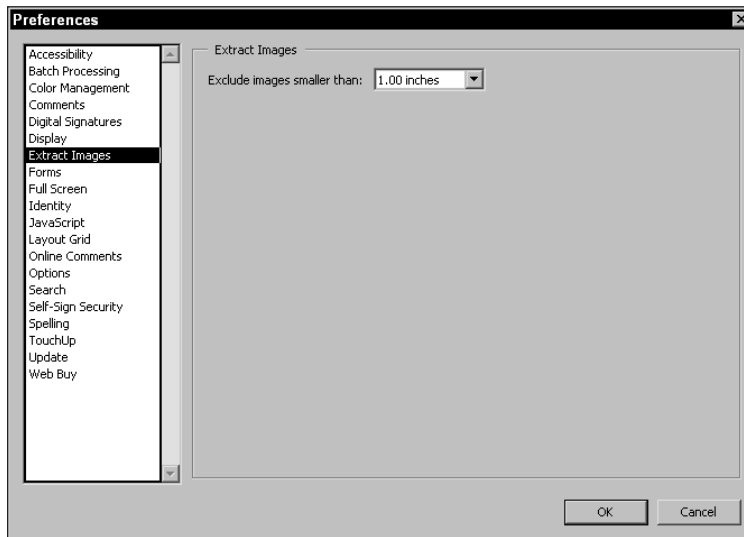 Preferences
Accessibility
Batch Processing
Color Management
Comments
Digital Signatures
Display
Extract Images
Forms
Full Screen
Identity
JavaScript
Layout Grid
Online Comments
Options
Search
Self-Sign Security
Spelling
TouchUp
Update
Web Buy
Extract Images
Exclude images smaller than: 1.00 inches
OK Cancel